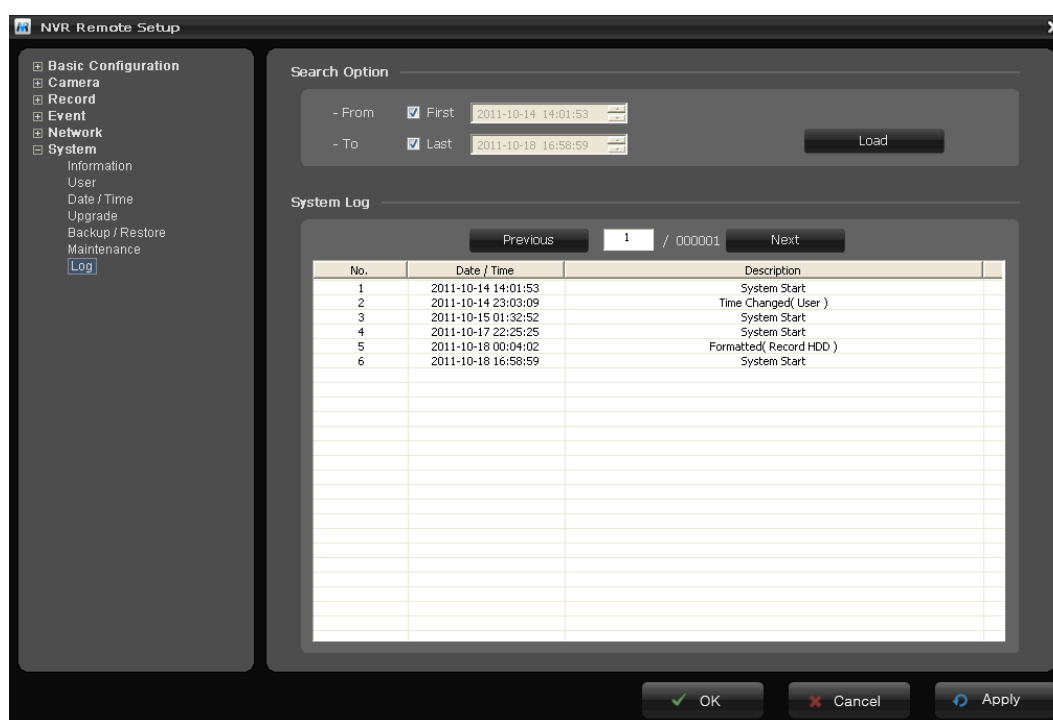 NVR Remote Setup
Basic Configuration
Camera
Record
Event
Network
System
Information
User
Date / Time
Upgrade
Backup / Restore
Maintenance
Log
Search Option
- From First 2011-10-14 14:01:53
- To Last 2011-10-18 16:58:59
Load
System Log
Previous 1 / 000001 Next
No. Date / Time Description
1 2011-10-14 14:01:53 System Start
2 2011-10-14 23:03:09 Time Changed( User )
3 2011-10-15 01:32:52 System Start
4 2011-10-17 22:25:25 System Start
5 2011-10-18 00:04:02 Formatted( Record HDD )
6 2011-10-18 16:58:59 System Start
OK Cancel Apply